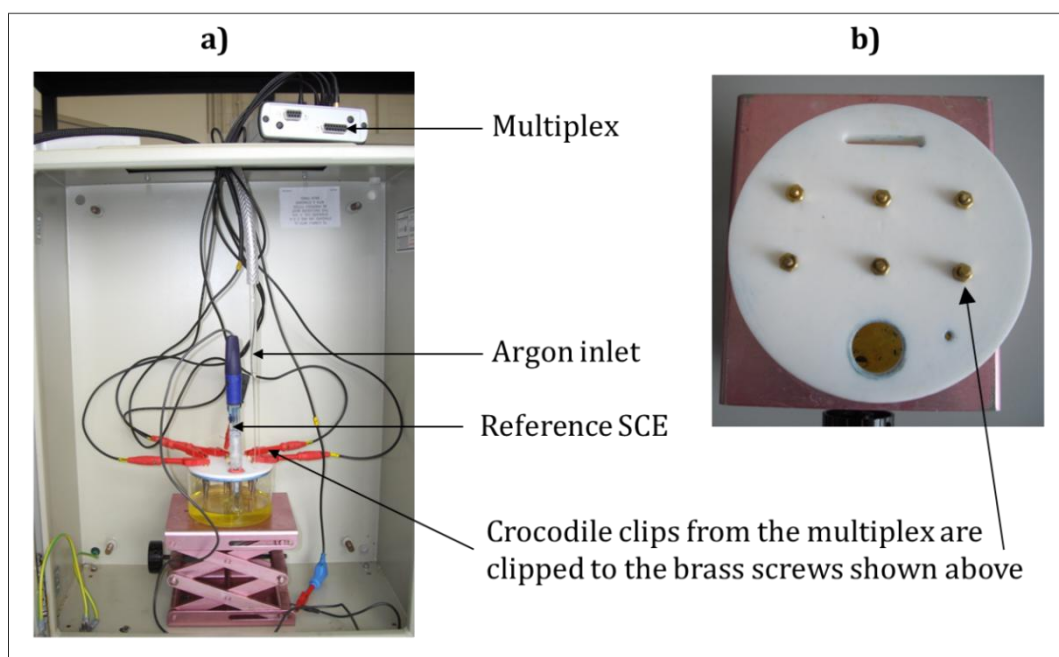 a)
b)
Multiplex
Argon inlet
Reference SCE
Crocodile clips from the multiplex are
clipped to the brass screws shown above